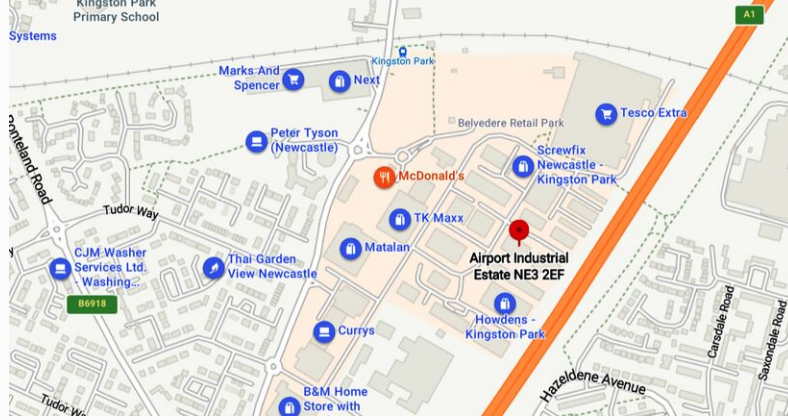 Kingston Park
Primary School
A1
Systems
Kingston Park
Marks And
Spencer
Next
Tesco Extra
Belvedere Retail Park
Peter Tyson
(Newcastle)
Screwfix
Newcastle -
Kingston Park
McDonald's
Ponteland Road
Tudor Way
TK Maxx
Matalan
Airport Industrial
Estate NE3 2EF
CJM Washer
Services Ltd.
- Washing...
Thai Garden
View Newcastle
B6918
Howdens -
Kingston Park
Currys
Carsdale Road
Saxondale Road
Hazeldene Avenue
B&M Home
Store with
Tudor Way